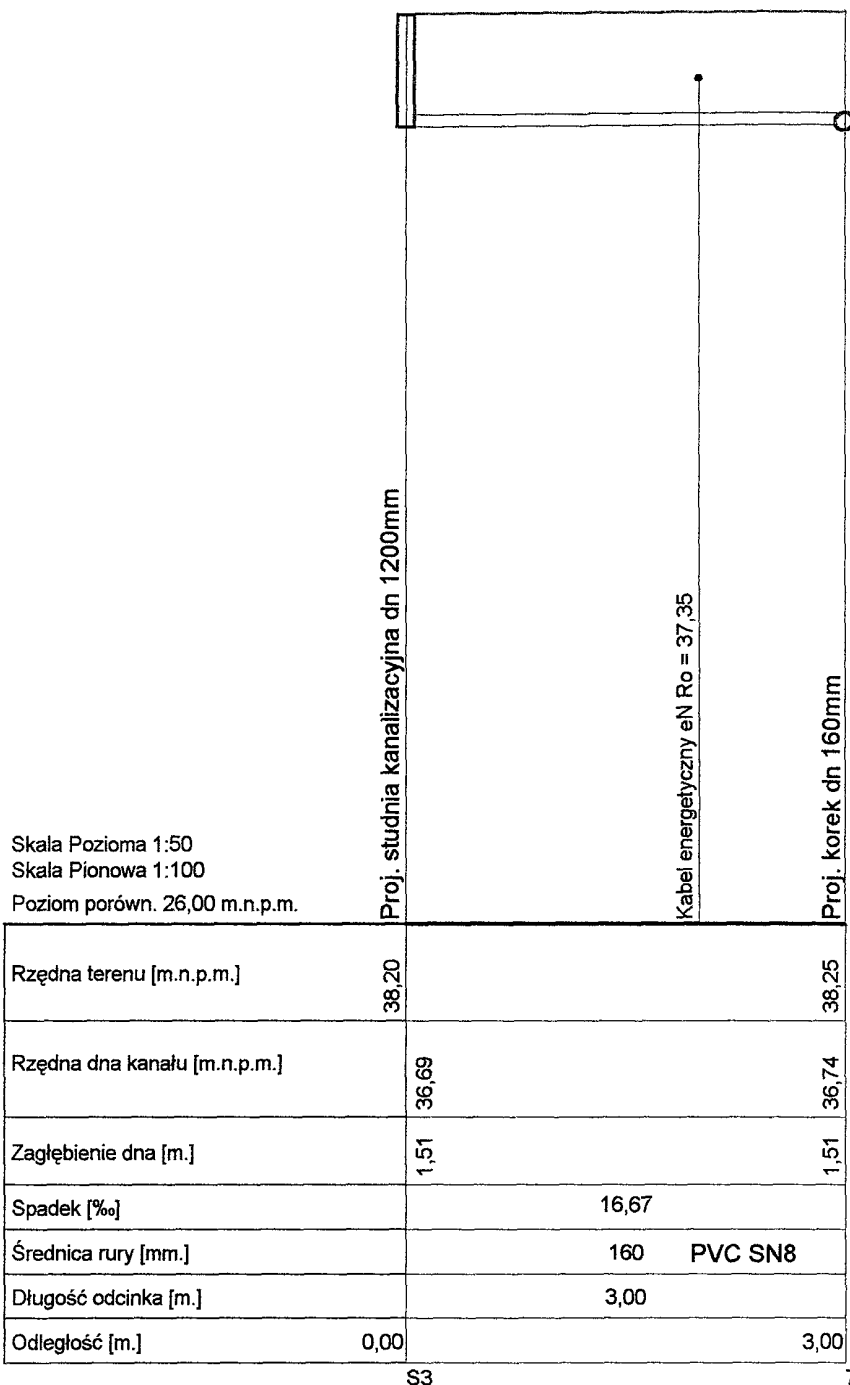 Proj. studnia kanalizacyjna dn 1200mm
Kabel energetyczny eN Ro = 37,35
Proj. korek dn 160mm
Skala Pozioma 1:50
Skala Pionowa 1:100
Poziom porówn. 26,00 m.n.p.m.
Rzędna terenu [m.n.p.m.] 38,20 38,25
Rzędna dna kanału [m.n.p.m.] 36,69 36,74
Zagłębienie dna [m.] 1,51 1,51
Spadek [‰] 16,67
Średnica rury [mm.] 160 PVC SN8
Długość odcinka [m.] 3,00
Odległość [m.] 0,00 3,00
S3